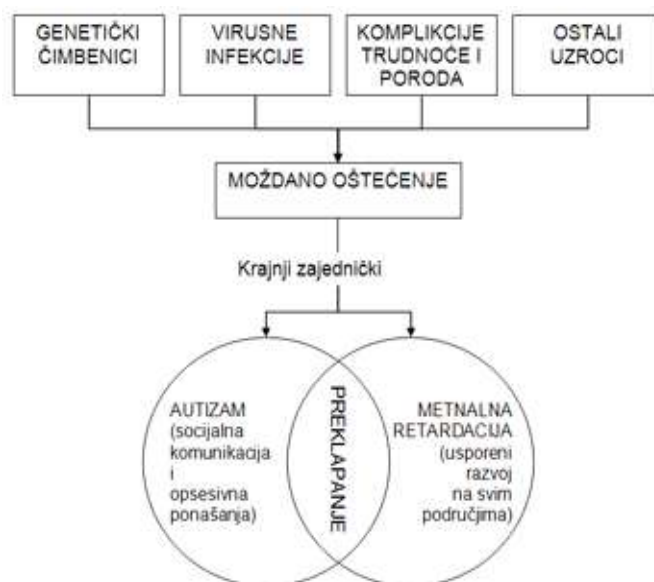 GENETIČKI
ČIMBENICI
VIRUSNE
INFEKCIJE
KOMPLIKCIJE
TRUDNOĆE I
PORODA
OSTALI
UZROCI
MOŽDANO OŠTEĆENJE
Krajnji zajednički
AUTIZAM
(socijalna
komunikacija
i
opsesivna
ponašanja)
PREKLAPANJE
METNALNA
RETARDACIJA
(usporeni
razvoj
na svim
područjima)